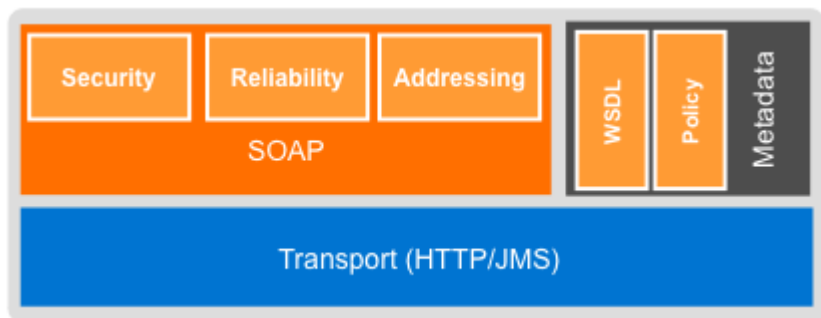 Security
Reliability
Addressing
SOAP
WSDL
Policy
Metadata
Transport (HTTP/JMS)